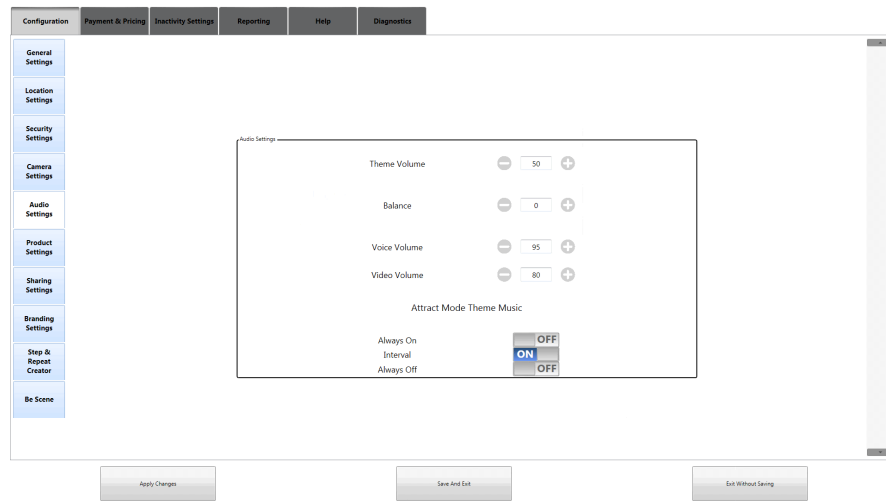 Configuration
Payment & Pricing
Inactivity Settings
Reporting
Help
Diagnostics
General
Settings
Location
Settings
Security
Settings
Camera
Settings
Audio
Settings
Product
Settings
Sharing
Settings
Branding
Settings
Step &
Repeat
Creator
Be Scene
Audio Settings
Theme Volume 50
Balance 0
Voice Volume 95
Video Volume 80
Attract Mode Theme Music
Always On OFF
Interval ON
Always Off OFF
Apply Changes
Save And Exit
Exit Without Saving